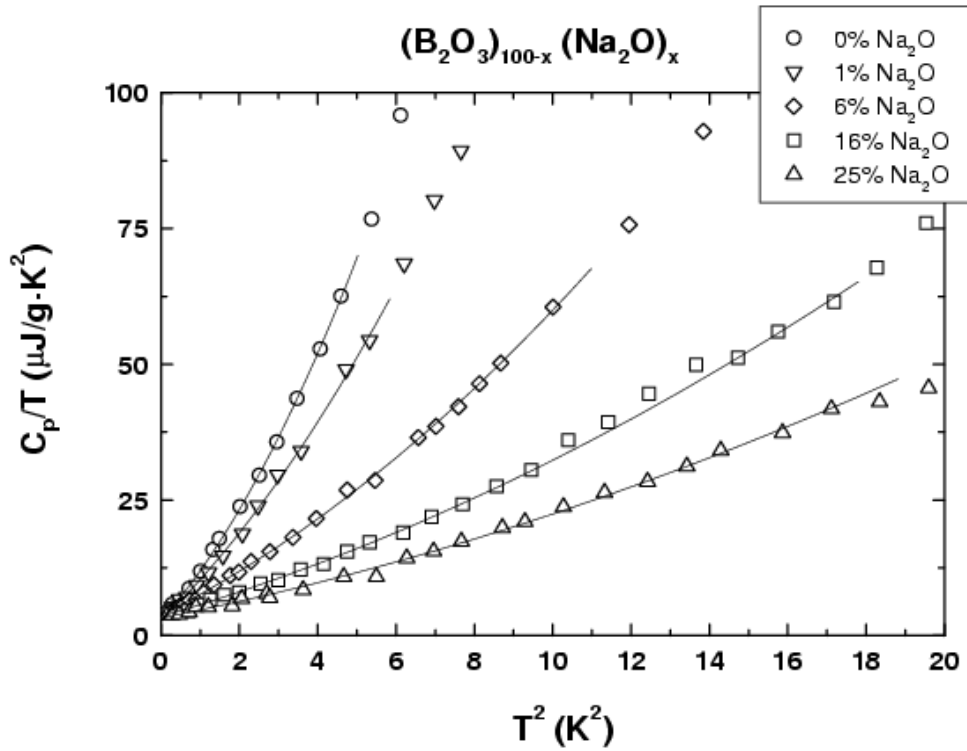 (B₂O₃)₁₀₀₋ₓ (Na₂O)ₓ
0% Na₂O
1% Na₂O
6% Na₂O
16% Na₂O
25% Na₂O
100
75
50
25
0
Cₚ/T (μJ/g·K²)
0 2 4 6 8 10 12 14 16 18 20
T² (K²)